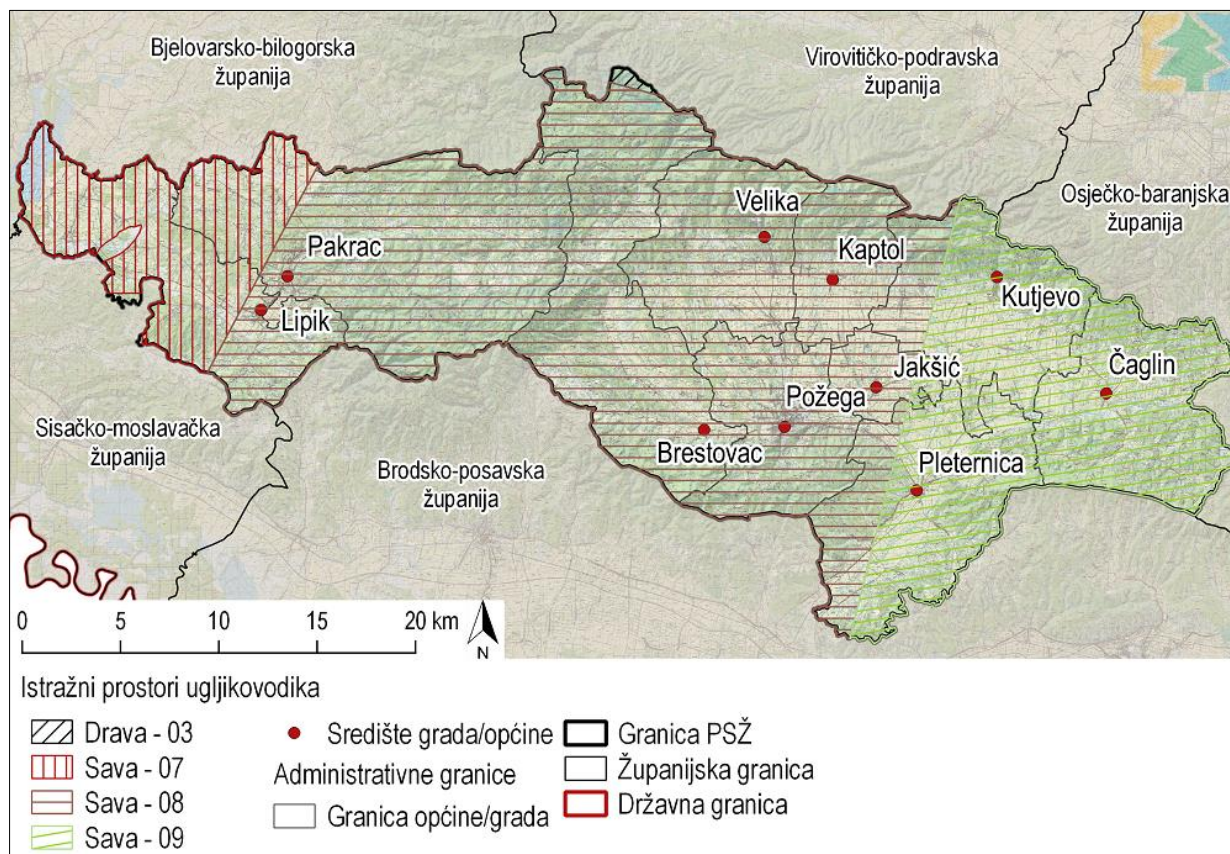 Bjelovarsko-bilogorska
županija
Virovitičko-podravska
županija
Osječko-baranjska
županija
Velika
Kaptol
Pakrac
Kutjevo
Lipik
Čaglin
Jakšić
Požega
Sisačko-moslavačka
županija
Brestovac
Pleternica
Brodsko-posavska
županija
0 5 10 15 20 km
N
Istražni prostori ugljikovodika
Drava - 03
Sava - 07
Sava - 08
Sava - 09
Središte grada/općine
Administrativne granice
Granica općine/grada
Granica PSŽ
Županijska granica
Državna granica